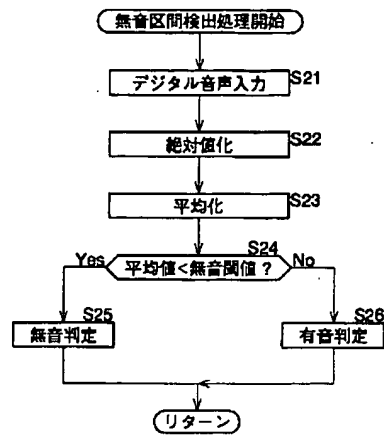 無音区間検出処理開始
S21
デジタル音声入力
S22
絶対値化
S23
平均化
S24
Yes
平均値<無音閾値?
No
S25
無音判定
S26
有音判定
リターン